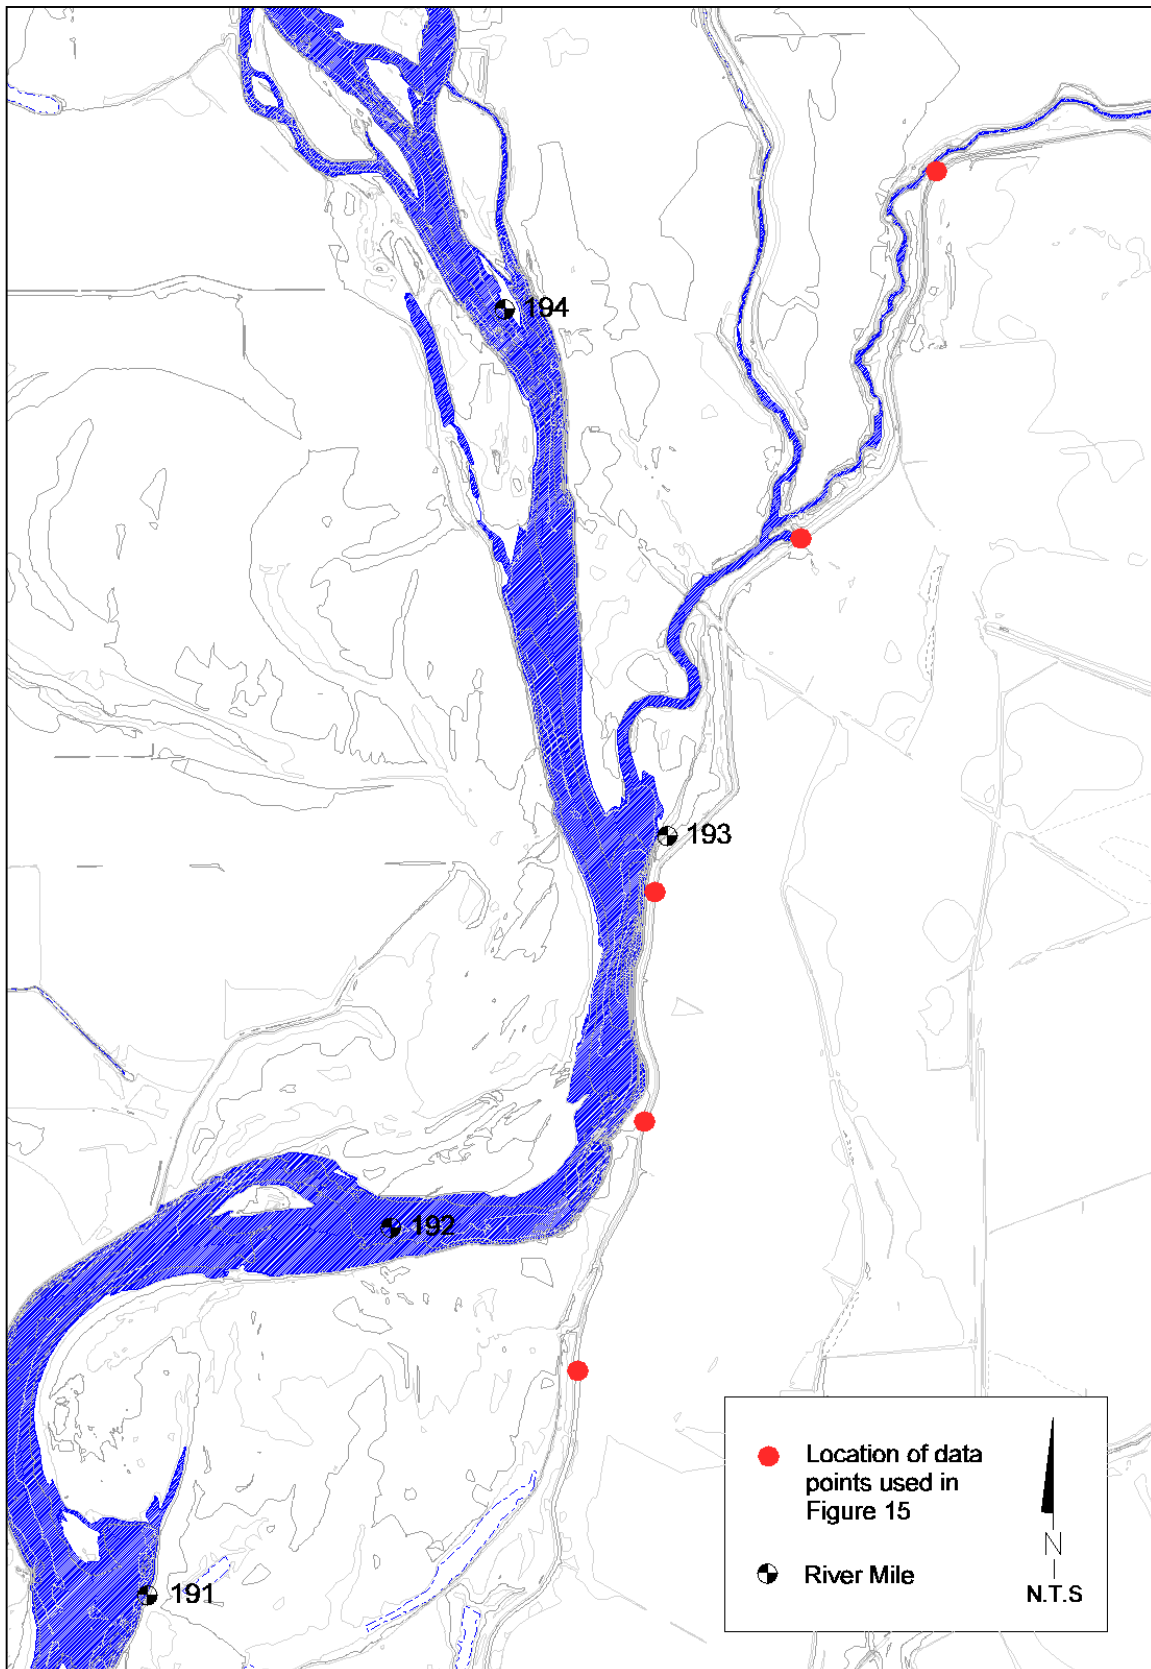 194
193
192
191
Location of data
points used in
Figure 15
River Mile
N
N.T.S